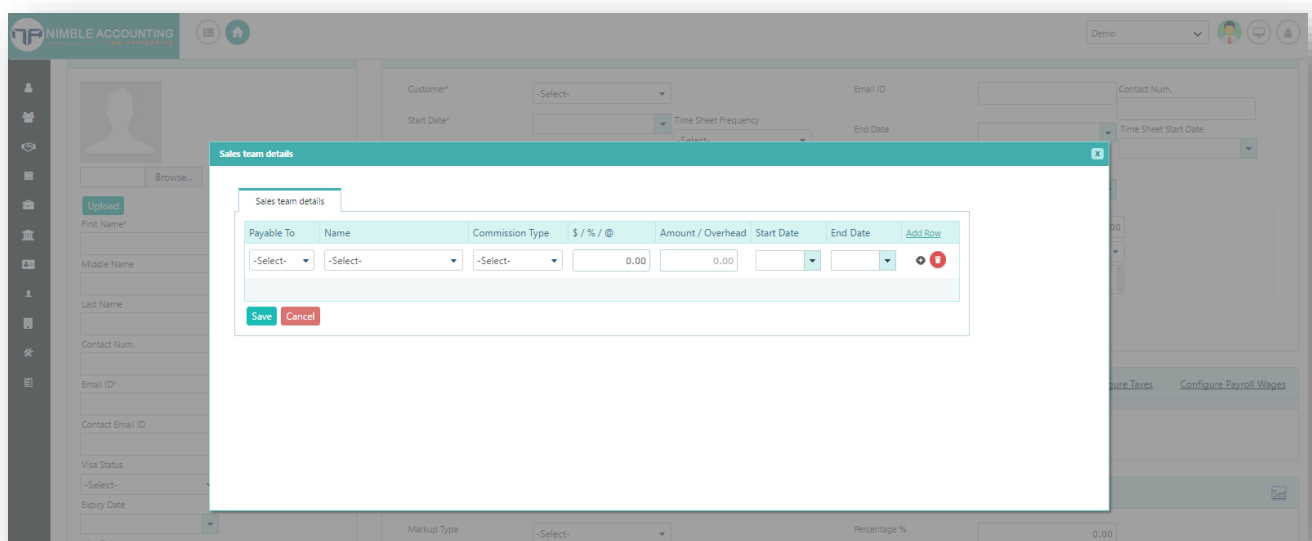 NIMBLE ACCOUNTING
Demo
Customer*
-Select-
Email ID
Contact Num.
Start Date*
Time Sheet Frequency
-Select-
End Date
Time Sheet Start Date
Browse...
Upload
First Name*
Middle Name
Last Name
Contact Num.
Email ID*
Contact Email ID
Visa Status
-Select-
Expiry Date
Sales team details
x
Sales team details
Payable To Name Commission Type $ / % / @ Amount / Overhead Start Date End Date Add Row
-Select- -Select- -Select- 0.00 0.00
Save Cancel
00
Configure Payroll Wages
Set
Markup Type
-Select-
Percentage %
0.00